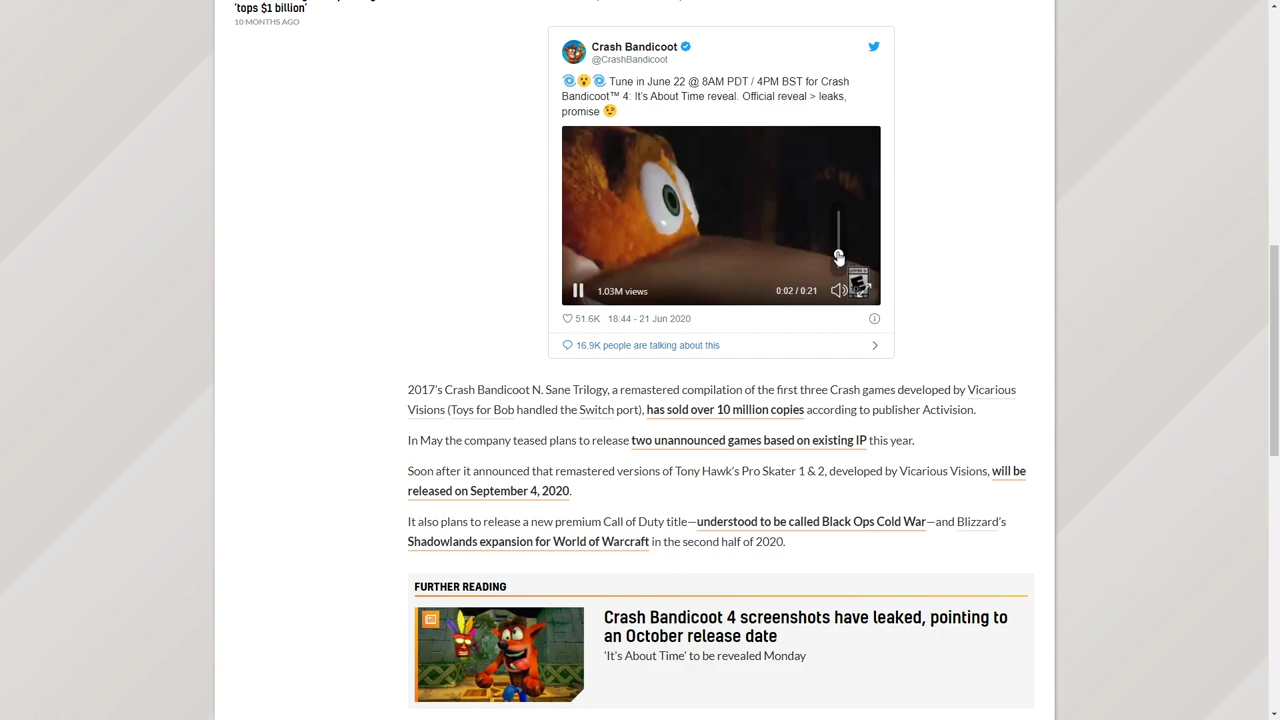 'tops $1 billion'
10 MONTHS AGO
Crash Bandicoot
@CrashBandicoot
Tune in June 22 @ 8AM PDT / 4PM BST for Crash
Bandicoot™ 4: It's About Time reveal. Official reveal > leaks,
promise
1.03M views
0:02 / 0:21
51.6K 18:44 - 21 Jun 2020
16.9K people are talking about this
2017's Crash Bandicoot N. Sane Trilogy, a remastered compilation of the first three Crash games developed by Vicarious
Visions (Toys for Bob handled the Switch port), has sold over 10 million copies according to publisher Activision.
In May the company teased plans to release two unannounced games based on existing IP this year.
Soon after it announced that remastered versions of Tony Hawk's Pro Skater 1 & 2, developed by Vicarious Visions, will be
released on September 4, 2020.
It also plans to release a new premium Call of Duty title—understood to be called Black Ops Cold War—and Blizzard's
Shadowlands expansion for World of Warcraft in the second half of 2020.
FURTHER READING
Crash Bandicoot 4 screenshots have leaked, pointing to
an October release date
'It's About Time' to be revealed Monday